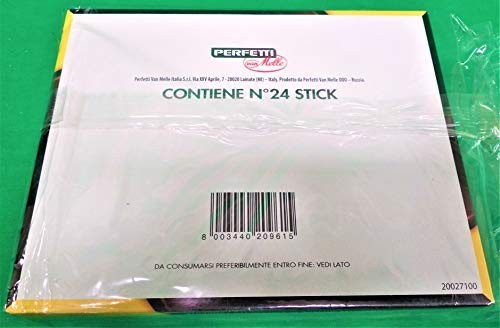 PERFETTI
van Melle
Perfetti Van Melle Italia S.r.l. Via XXV Aprile, 7 - 20020 Lainate (MI) - Italy. Prodotto da Perfetti Van Melle OOO - Russia.
CONTIENE N°24 STICK
8 003440 209615
DA CONSUMARSI PREFERIBILMENTE ENTRO FINE: VEDI LATO
20027100